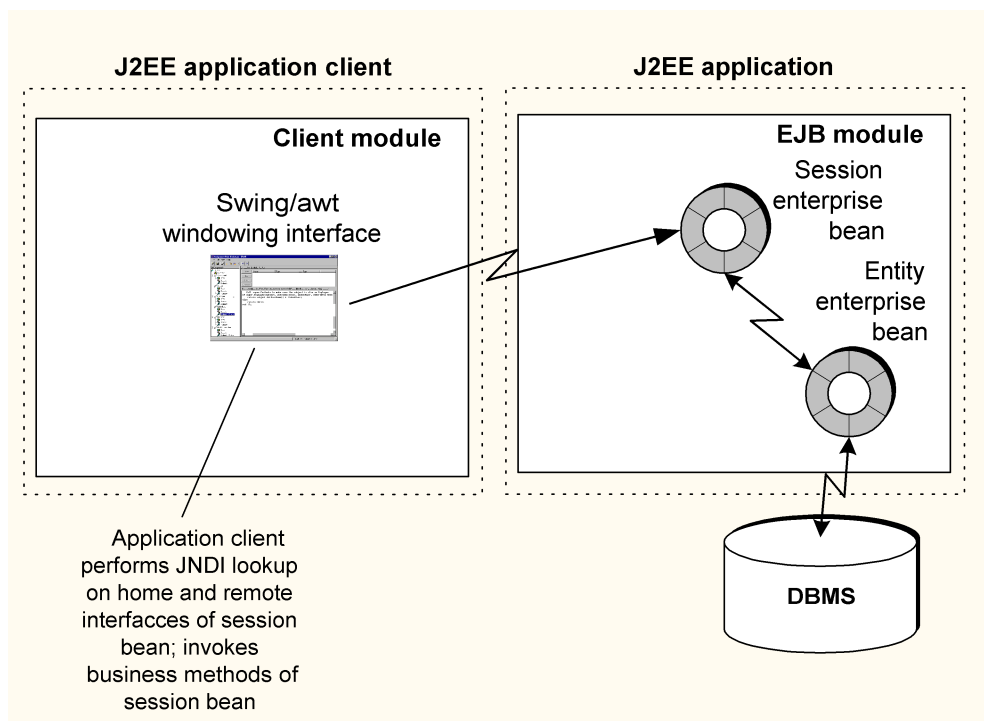 J2EE application client
J2EE application
Client module
Swing/awt
windowing interface
EJB module
Session
enterprise
bean
Entity
enterprise
bean
DBMS
Application client
performs JNDI lookup
on home and remote
interfacces of session
bean; invokes
business methods of
session bean